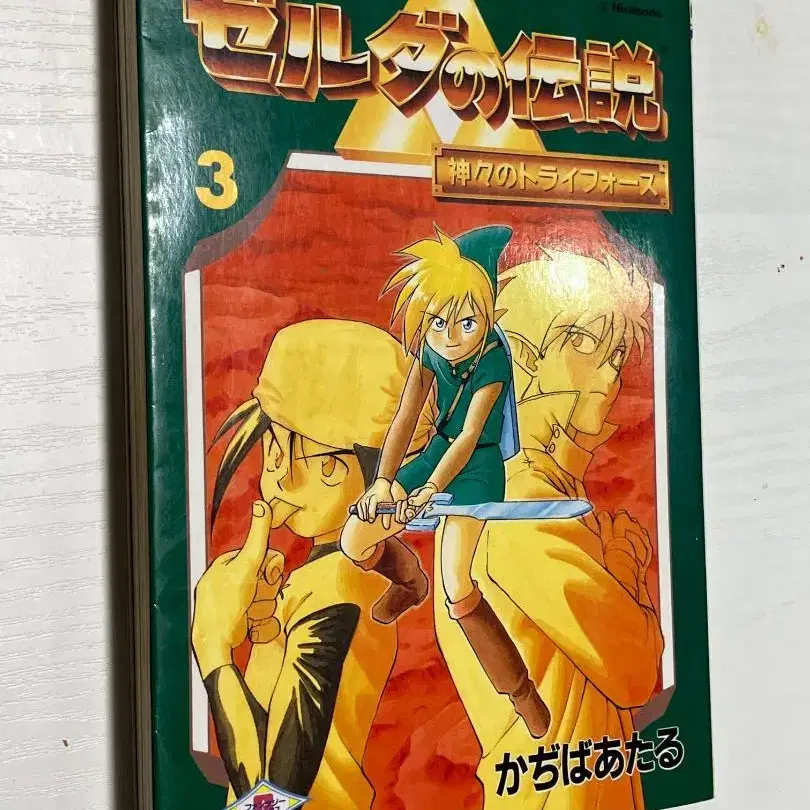 © Nintendo
ゼルダの伝説
神々のトライフォース
3
かぢばあたる